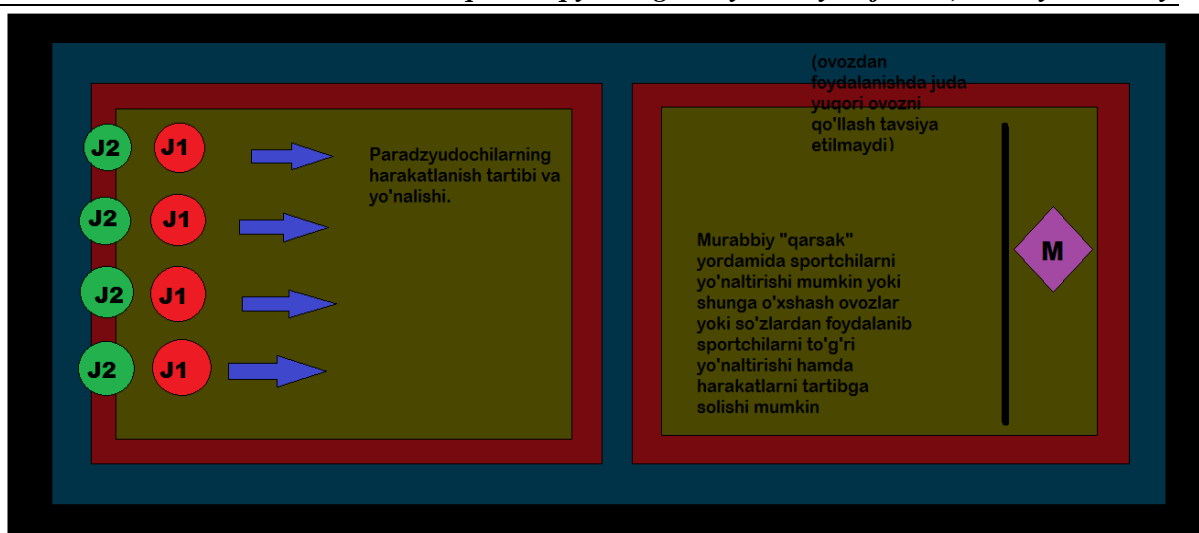 J2 J1
Paradzyudochilarning
harakatlanish tartibi va
yo'nalishi.
J2 J1
J2 J1
J2 J1
(ovozdan
foydalanishda juda
yuqori ovozni
qo'llash tavsiya
etilmaydi)
Murabbiy "qarsak"
yordamida sportchilarni
yo'naltirishi mumkin yoki
shunga o'xshash ovozlar
yoki so'zlardan foydalanib
sportchilarni to'g'ri
yo'naltirishi hamda
harakatlarni tartibga
solishi mumkin
M